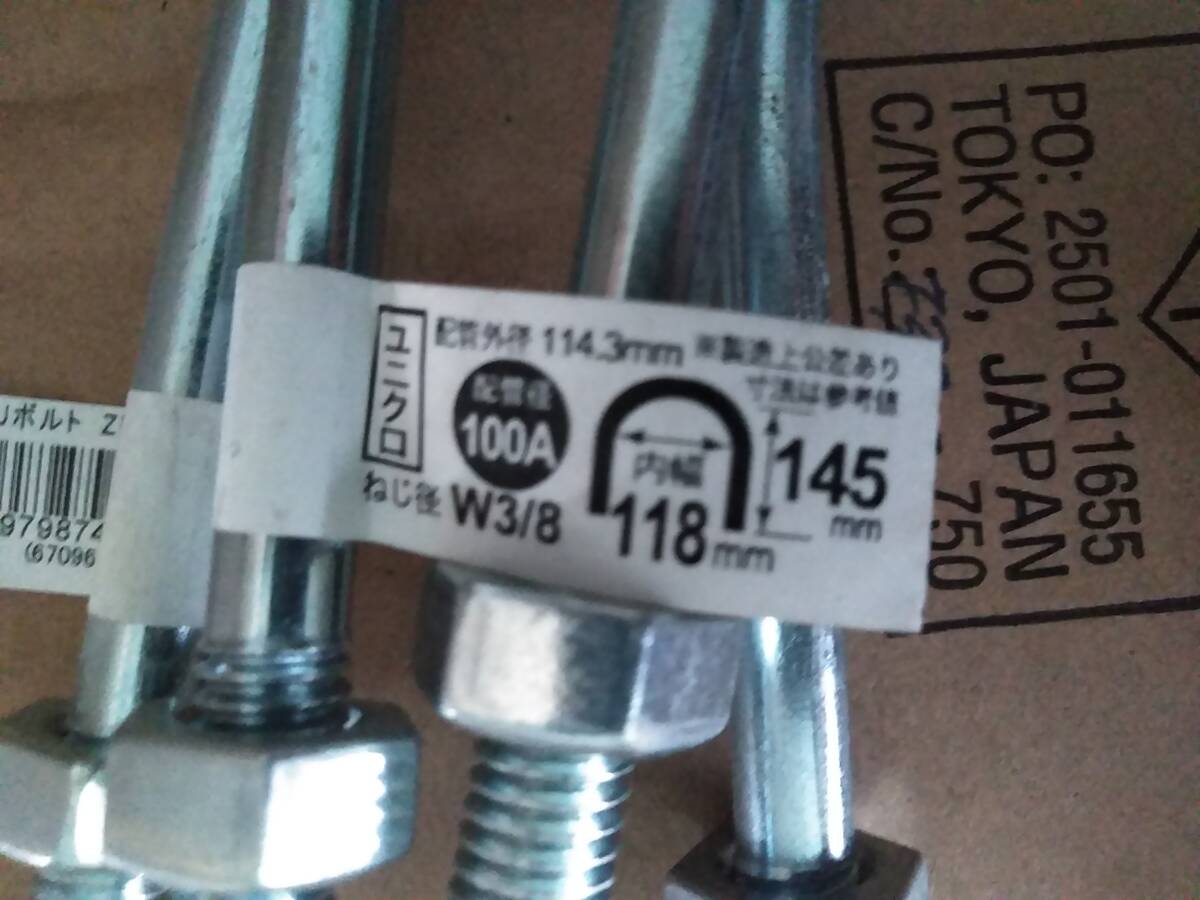 ユニクロ
配管外径 114.3mm ※製造上公差あり
寸法は参考値
配管径
100A
ねじ径 W3/8
内幅
118mm
145
mm
Uボルト
979874
(67096
PO: 2501-011655
TOKYO, JAPAN
C/No.
750